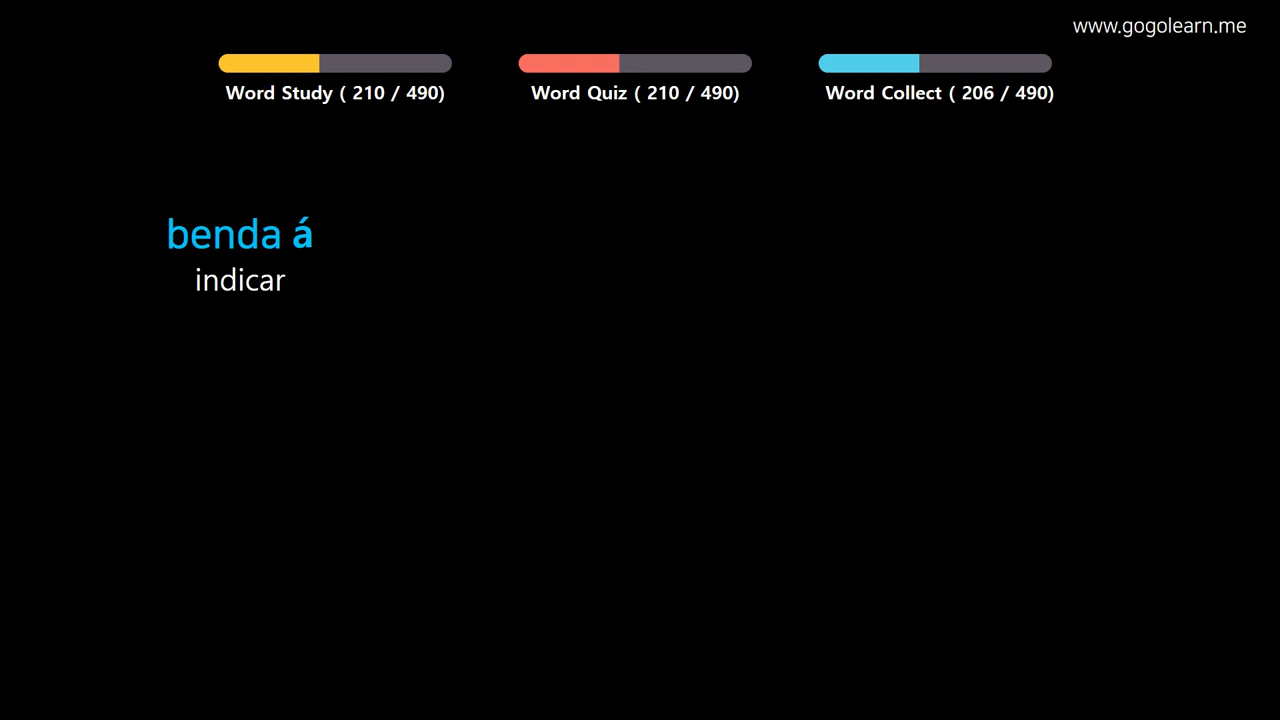 www.gogolearn.me
Word Study ( 210 / 490)
Word Quiz ( 210 / 490)
Word Collect ( 206 / 490)
benda á
indicar